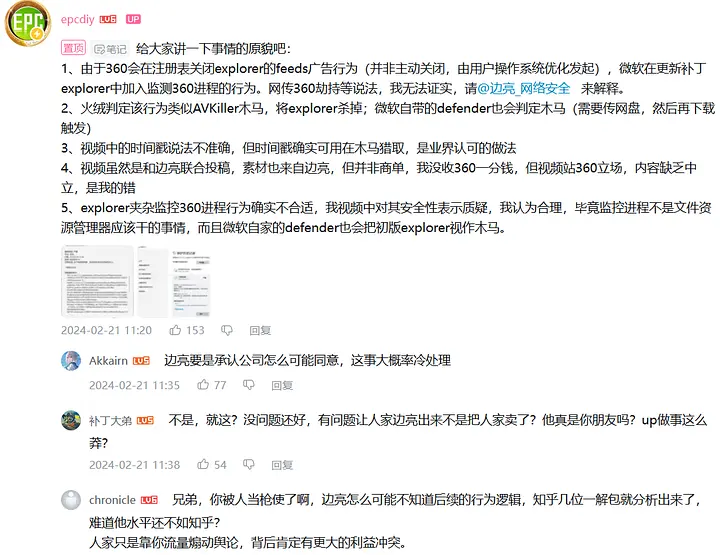 EPC
epcdiy LV6 UP
置顶 笔记 给大家讲一下事情的原貌吧：
1、由于360会在注册表关闭explorer的feeds广告行为（并非主动关闭，由用户操作系统优化发起），微软在更新补丁
explorer中加入监测360进程的行为。网传360劫持等说法，我无法证实，请@边亮_网络安全 来解释。
2、火绒判定该行为类似AVKiller木马，将explorer杀掉；微软自带的defender也会判定木马（需要传网盘，然后再下载
触发）
3、视频中的时间戳说法不准确，但时间戳确实可用在木马猎取，是业界认可的做法
4、视频虽然是和边亮联合投稿，素材也来自边亮，但并非商单，我没收360一分钱，但视频站360立场，内容缺乏中
立，是我的错
5、explorer夹杂监控360进程行为确实不合适，我视频中对其安全性表示质疑，我认为合理，毕竟监控进程不是文件资
源管理器应该干的事情，而且微软自家的defender也会把初版explorer视作木马。
2024-02-21 11:20 153 回复
Akkairn LV5 边亮要是承认公司怎么可能同意，这事大概率冷处理
2024-02-21 11:35 77 回复
补丁大弟 LV5 不是，就这？没问题还好，有问题让人家边亮出来不是把人家卖了？他真是你朋友吗？up做事这么
莽？
2024-02-21 11:38 54 回复
chronicle LV6 兄弟，你被人当枪使了啊，边亮怎么可能不知道后续的行为逻辑，知乎几位一解包就分析出来了，
难道他水平还不如知乎？
人家只是靠你流量煽动舆论，背后肯定有更大的利益冲突。